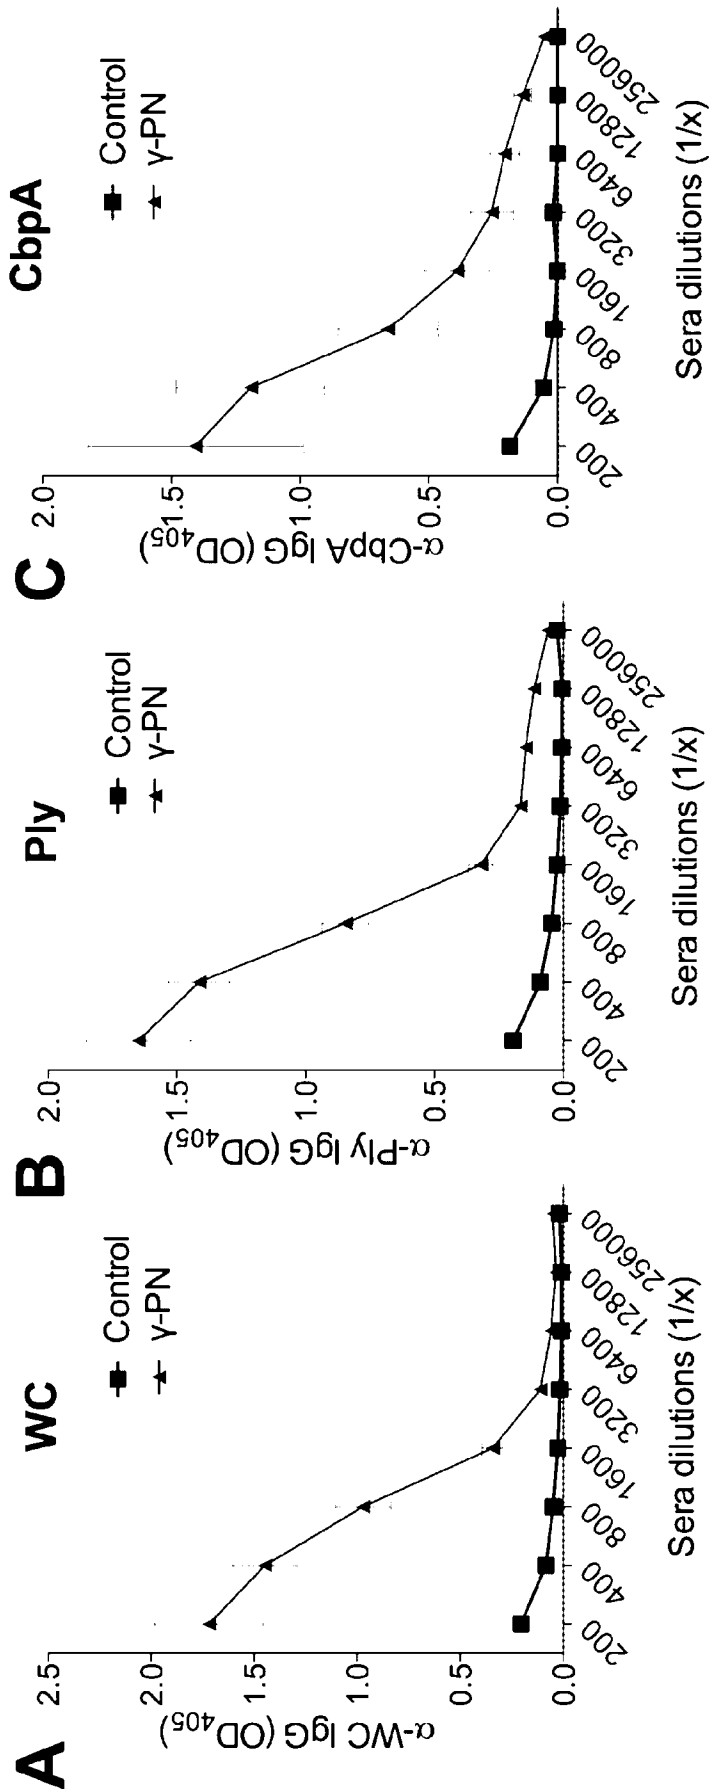 A
WC
Control
γ-PN
α-WC IgG (OD405)
2.5
2.0
1.5
1.0
0.5
0.0
200
400
800
1600
3200
6400
12800
256000
Sera dilutions (1/x)
B
Ply
Control
γ-PN
α-Ply IgG (OD405)
2.0
1.5
1.0
0.5
0.0
200
400
800
1600
3200
6400
12800
256000
Sera dilutions (1/x)
C
CbpA
Control
γ-PN
α-CbpA IgG (OD405)
2.0
1.5
1.0
0.5
0.0
200
400
800
1600
3200
6400
12800
256000
Sera dilutions (1/x)